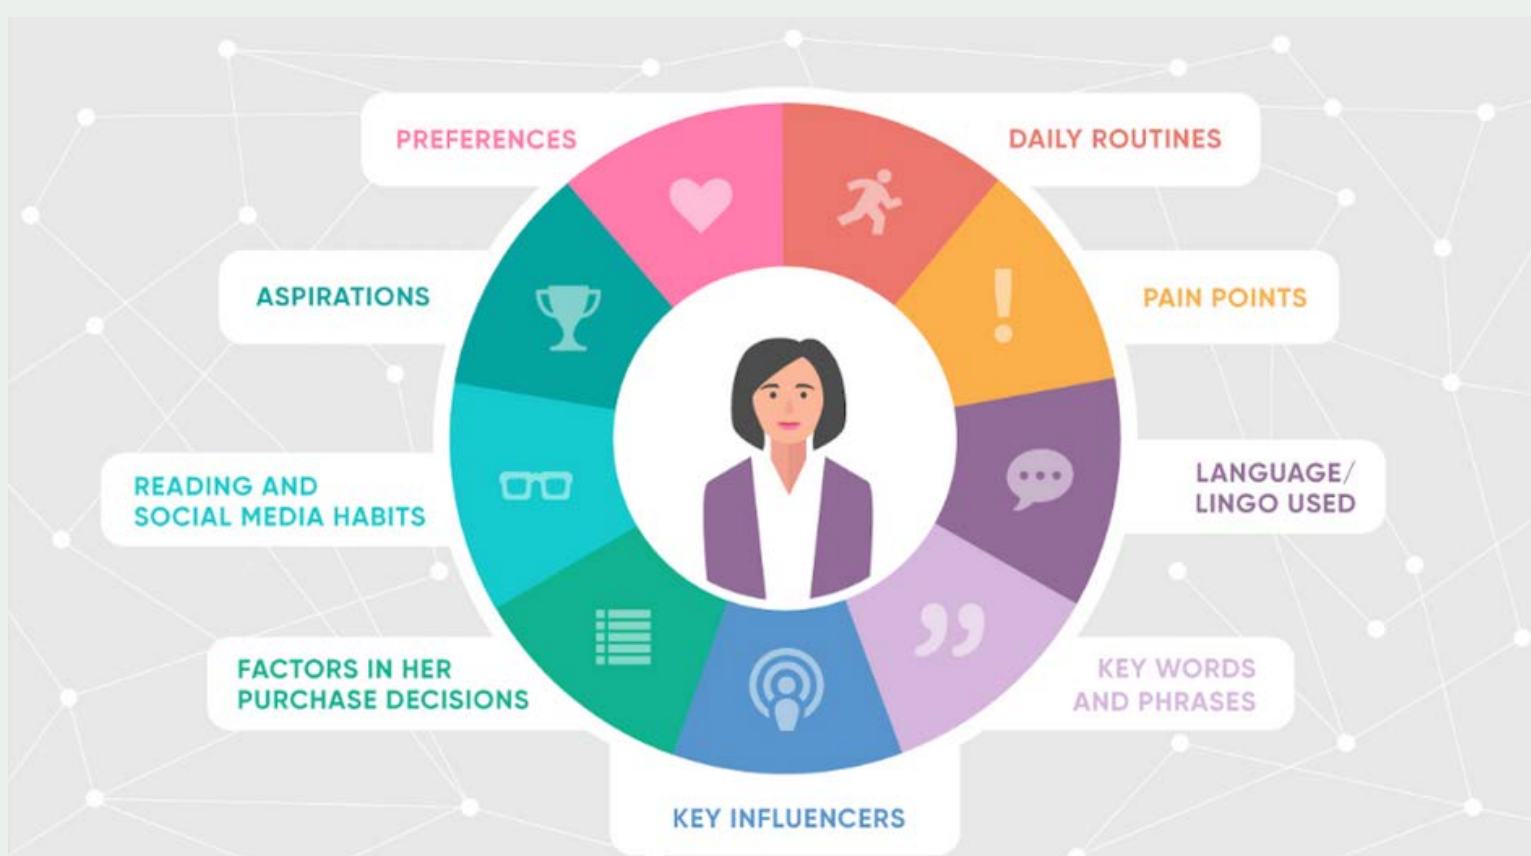 PREFERENCES
DAILY ROUTINES
ASPIRATIONS
PAIN POINTS
READING AND
SOCIAL MEDIA HABITS
LANGUAGE/
LINGO USED
FACTORS IN HER
PURCHASE DECISIONS
KEY WORDS
AND PHRASES
KEY INFLUENCERS